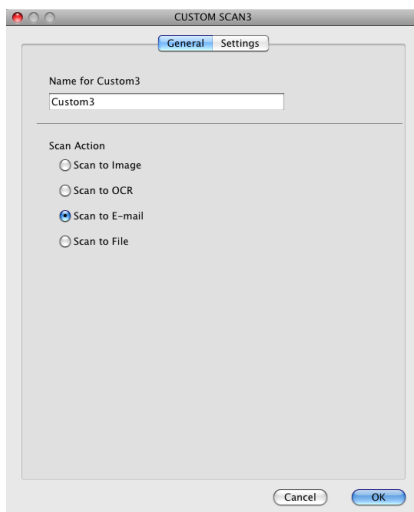 CUSTOM SCAN3
General Settings
Name for Custom3
Custom3
Scan Action
Scan to Image
Scan to OCR
Scan to E-mail
Scan to File
Cancel OK